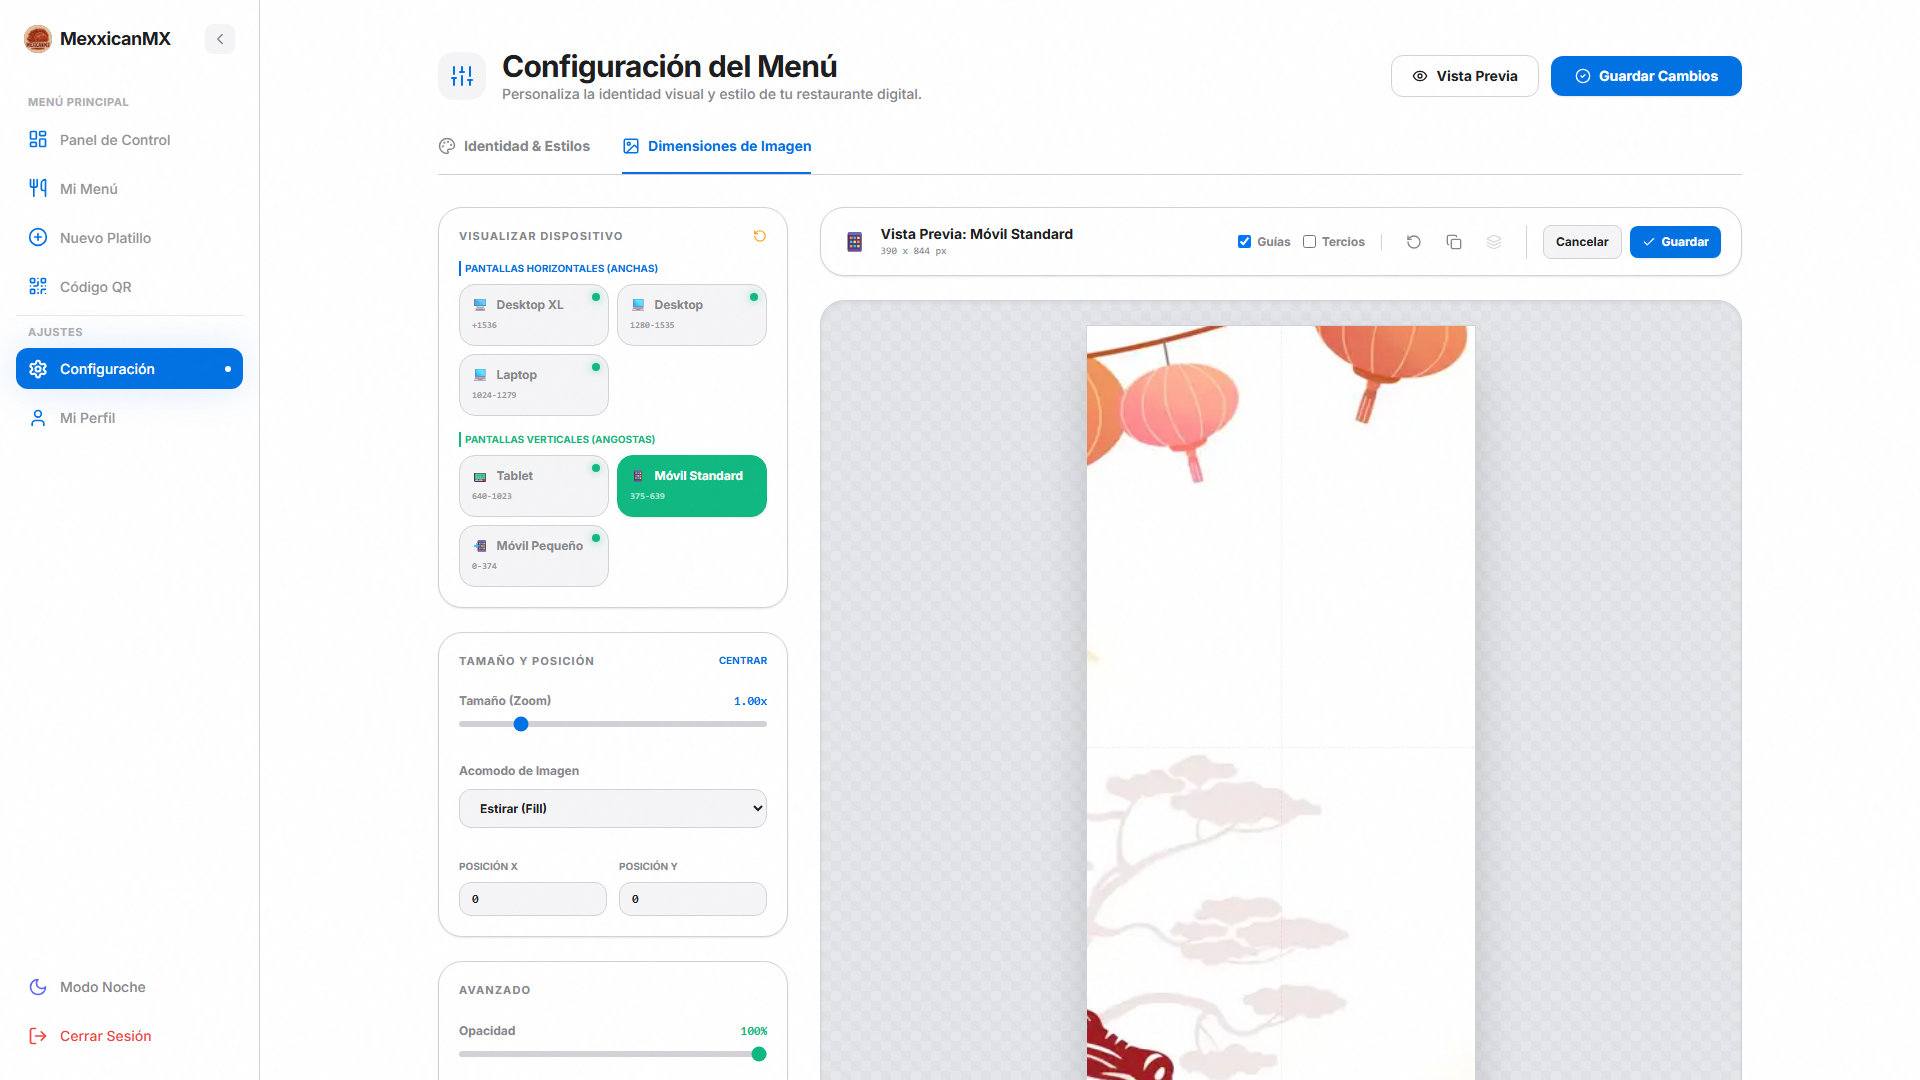 MexxicanMX
MENÚ PRINCIPAL
Panel de Control
Mi Menú
Nuevo Platillo
Código QR
AJUSTES
Configuración
Mi Perfil
Modo Noche
Cerrar Sesión
Configuración del Menú
Personaliza la identidad visual y estilo de tu restaurante digital.
Vista Previa
Guardar Cambios
Identidad & Estilos
Dimensiones de Imagen
VISUALIZAR DISPOSITIVO
PANTALLAS HORIZONTALES (ANCHAS)
Desktop XL
+1536
Desktop
1280-1535
Laptop
1024-1279
PANTALLAS VERTICALES (ANGOSTAS)
Tablet
640-1023
Móvil Standard
375-639
Móvil Pequeño
0-374
TAMAÑO Y POSICIÓN
CENTRAR
Tamaño (Zoom)
1.00x
Acomodo de Imagen
Estirar (Fill)
POSICIÓN X
POSICIÓN Y
0
0
AVANZADO
Opacidad
100%
Vista Previa: Móvil Standard
390 x 844 px
Guías
Tercios
Cancelar
Guardar